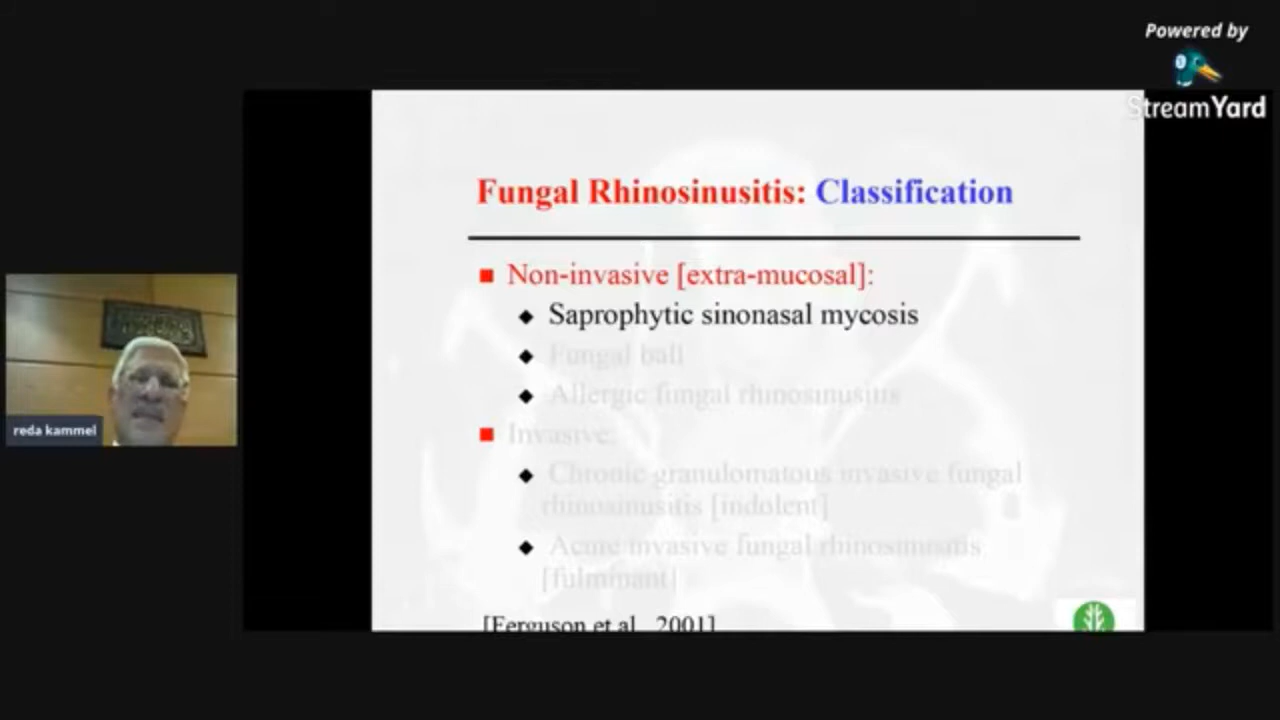 Powered by
StreamYard
Fungal Rhinosinusitis: Classification
Non-invasive [extra-mucosal]:
Saprophytic sinonasal mycosis
Fungal ball
Allergic fungal rhinosinusitis
Invasive:
Chronic granulomatous invasive fungal
rhinosinusitis [indolent]
Acute invasive fungal rhinosinusitis
[fulminant]
[Ferguson et al., 2001]
reda kammel